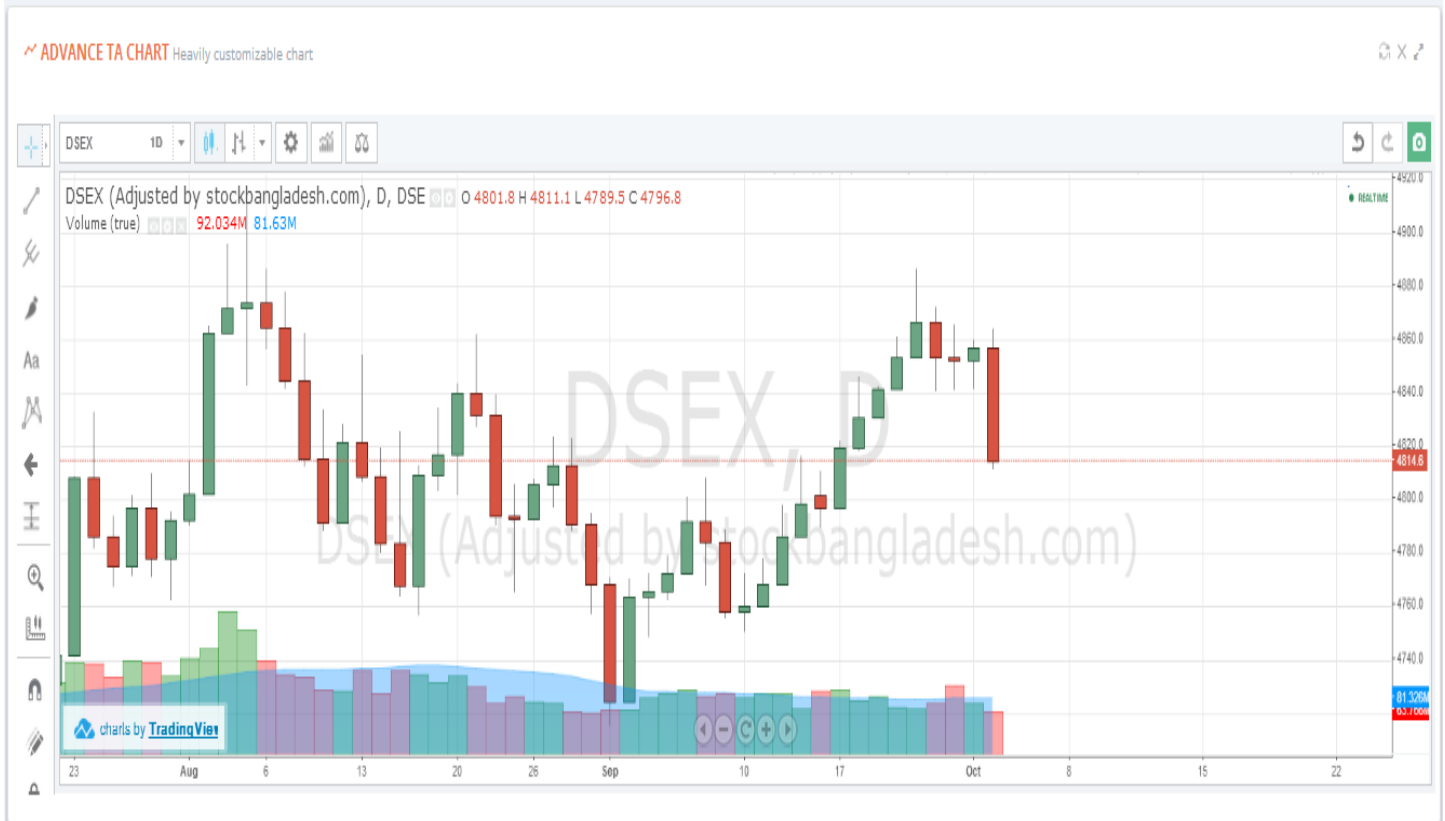 ADVANCE TA CHART Heavily customizable chart
DSEX 1D
DSEX (Adjusted by stockbangladesh.com), D, DSE O 4801.8 H 4811.1 L 4789.5 C 4796.8
Volume (true) 92.034M 81.63M
REALTIME
Aa
DSEX, D
DSEX (Adjusted by stockbangladesh.com)
4920.0
4900.0
4880.0
4860.0
4840.0
4820.0
4814.6
4800.0
4780.0
4760.0
4740.0
81.326M
charts by TradingView
23 Aug 6 13 20 26 Sep 10 17 Oct 8 15 22